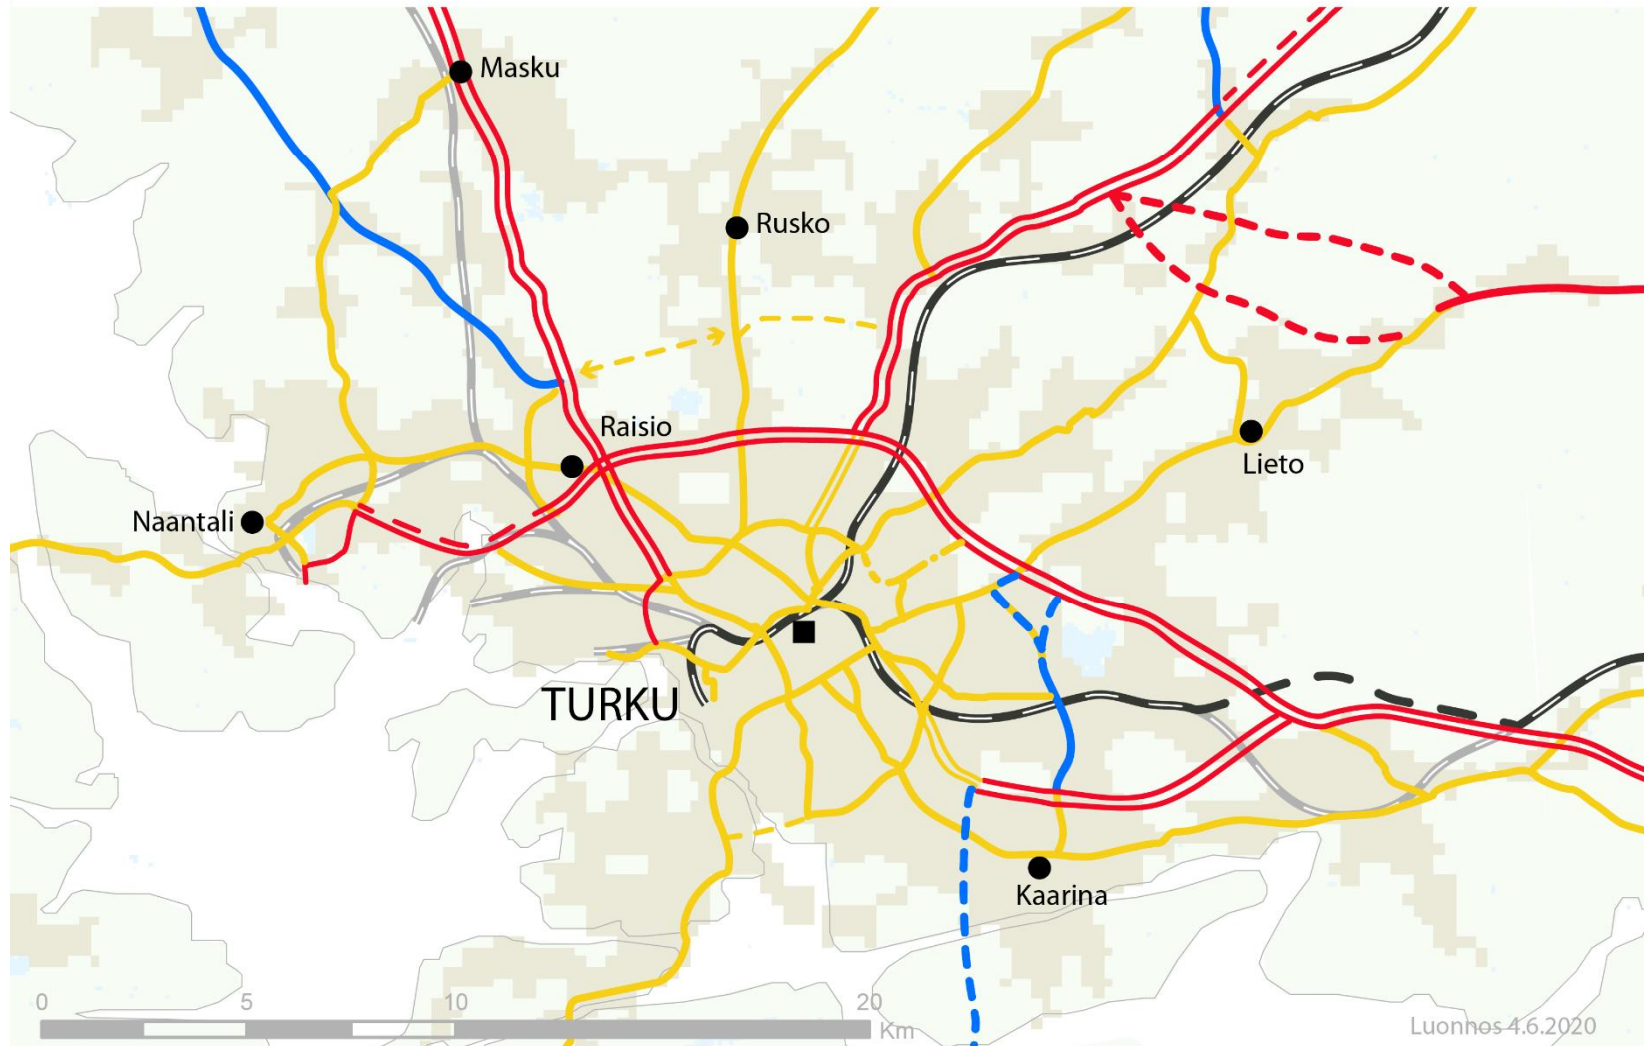 Masku
Rusko
Raisio
Lieto
Naantali
TURKU
Kaarina
0 5 10 20
Km
Luonnos 4.6.2020